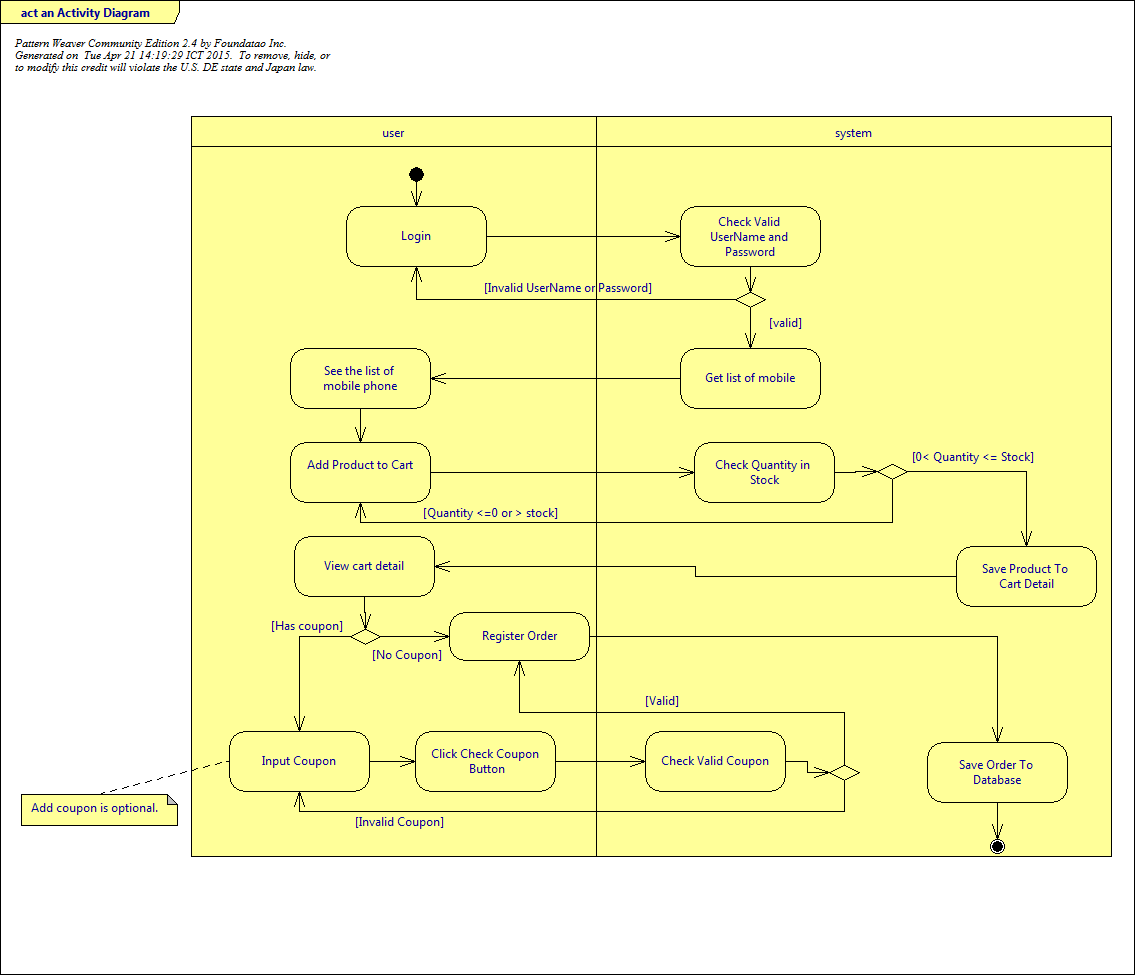 act an Activity Diagram
Pattern Weaver Community Edition 2.4 by Foundatao Inc.
Generated on  Tue Apr 21 14:19:29 ICT 2015.  To remove, hide, or
to modify this credit will violate the U.S. DE state and Japan law.
user
system
Login
Check Valid
UserName and
Password
[Invalid UserName or Password]
[valid]
See the list of
mobile phone
Get list of mobile
Add Product to Cart
Check Quantity in
Stock
[0< Quantity <= Stock]
[Quantity <=0 or > stock]
View cart detail
Save Product To
Cart Detail
[Has coupon]
Register Order
[No Coupon]
[Valid]
Input Coupon
Click Check Coupon
Button
Check Valid Coupon
Save Order To
Database
Add coupon is optional.
[Invalid Coupon]